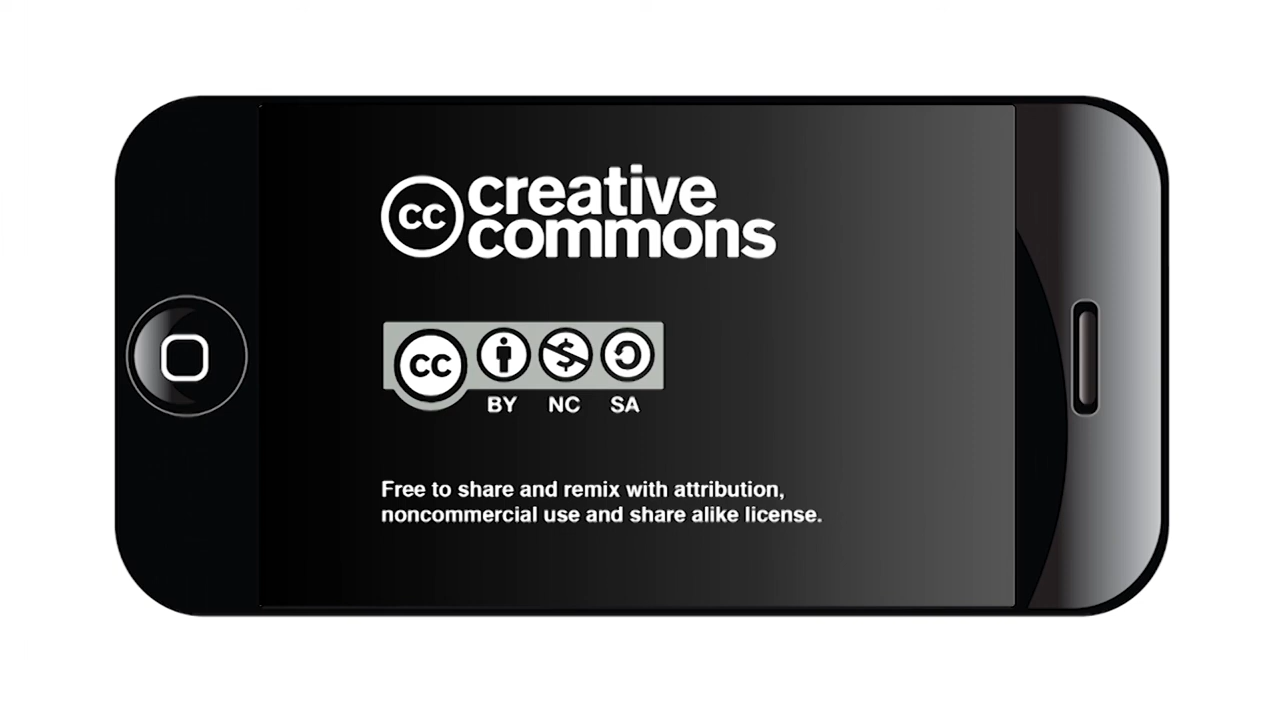 cc creative
commons
cc
BY NC SA
Free to share and remix with attribution,
noncommercial use and share alike license.